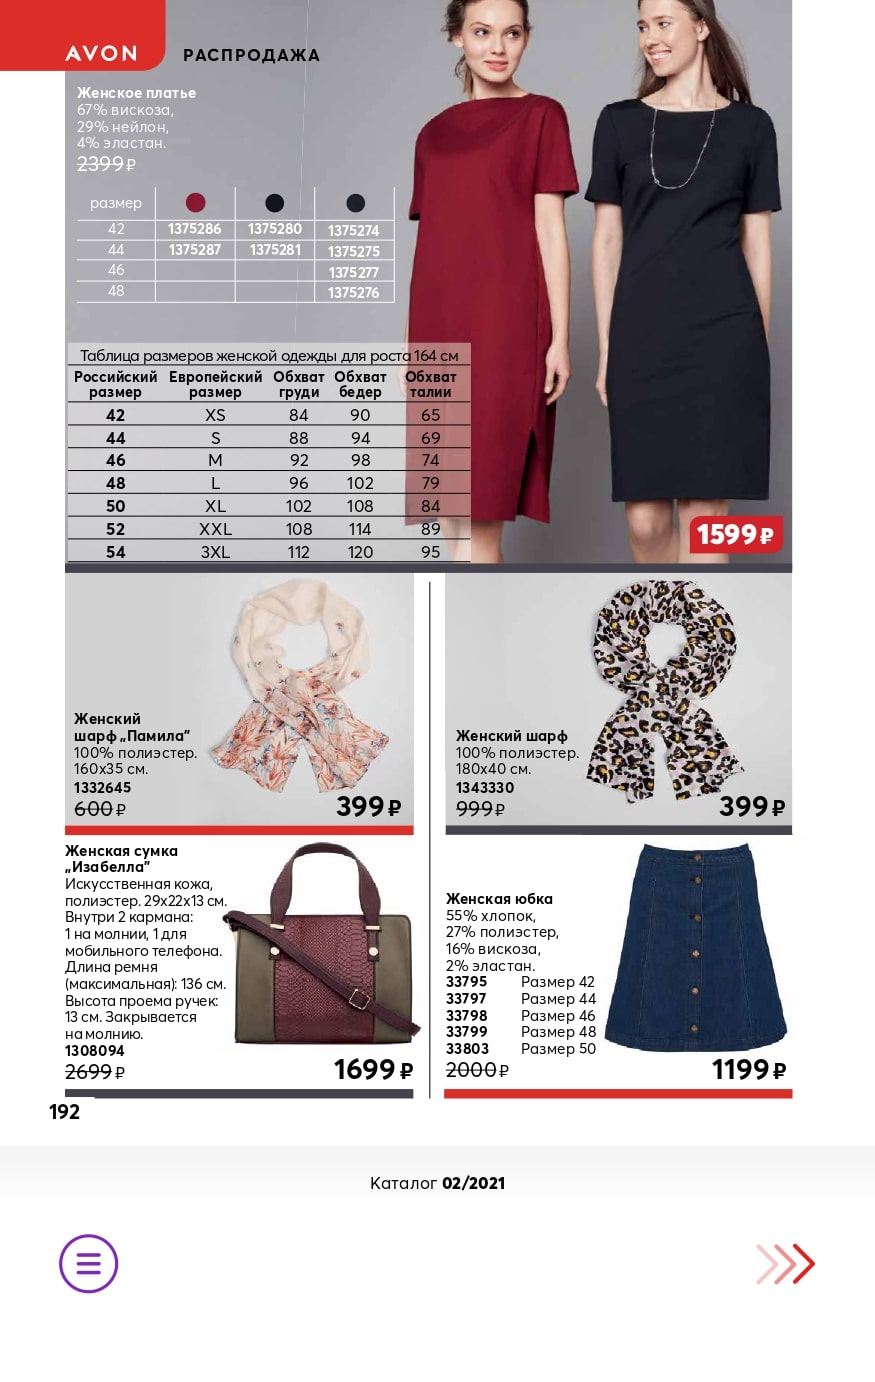 AVON
РАСПРОДАЖА
Женское платье
67% вискоза,
29% нейлон,
4% эластан.
2399 ₽
размер
42 1375286 1375280 1375274
44 1375287 1375281 1375275
46 1375277
48 1375276
Таблица размеров женской одежды для роста 164 см
Российский размер Европейский размер Обхват груди Обхват бедер Обхват талии
42 XS 84 90 65
44 S 88 94 69
46 M 92 98 74
48 L 96 102 79
50 XL 102 108 84
52 XXL 108 114 89
54 3XL 112 120 95
1599 ₽
Женский
шарф „Памила”
100% полиэстер.
160x35 см.
1332645
600 ₽
399 ₽
Женский шарф
100% полиэстер.
180x40 см.
1343330
999 ₽
399 ₽
Женская сумка
„Изабелла”
Искусственная кожа,
полиэстер. 29x22x13 см.
Внутри 2 кармана:
1 на молнии, 1 для
мобильного телефона.
Длина ремня
(максимальная): 136 см.
Высота проема ручек:
13 см. Закрывается
на молнию.
1308094
2699 ₽
1699 ₽
Женская юбка
55% хлопок,
27% полиэстер,
16% вискоза,
2% эластан.
33795 Размер 42
33797 Размер 44
33798 Размер 46
33799 Размер 48
33803 Размер 50
2000 ₽
1199 ₽
192
Каталог 02/2021